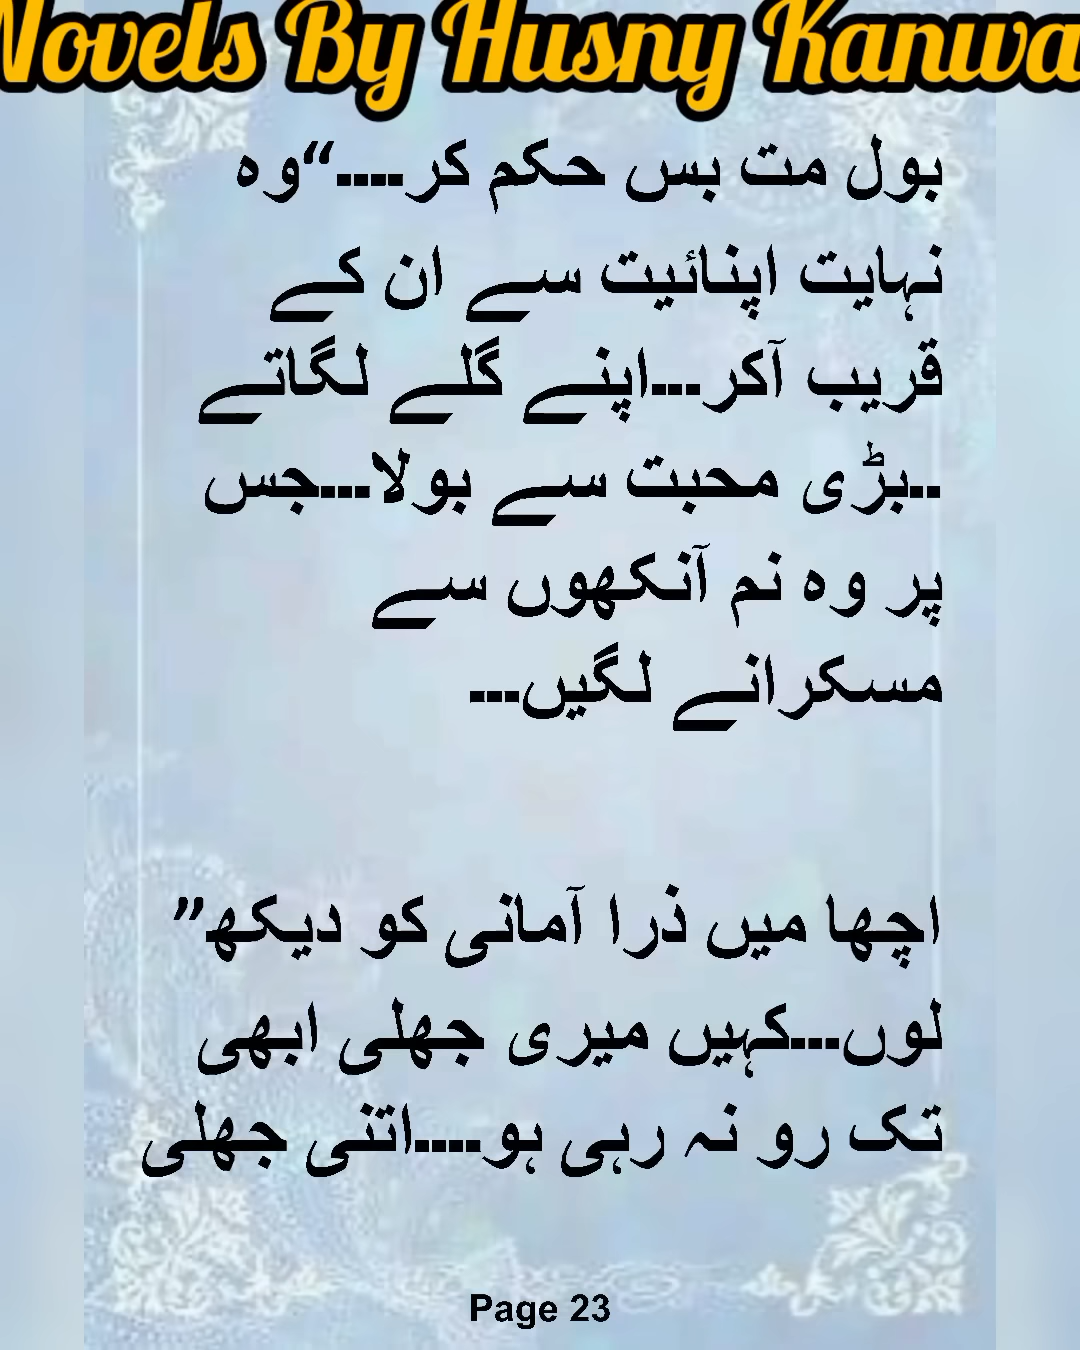 Novels By Husny Kanwa
بول مت بس حکم کر....“وہ
نہایت اپنائیت سے ان کے
قریب آکر...اپنے گلے لگاتے
..بڑی محبت سے بولا...جس
پر وہ نم آنکھوں سے
مسکرانے لگیں...
اچھا میں ذرا آمانی کو دیکھ”
لوں...کہیں میری جھلی ابھی
تک رو نہ رہی ہو....اتنی جھلی
Page 23